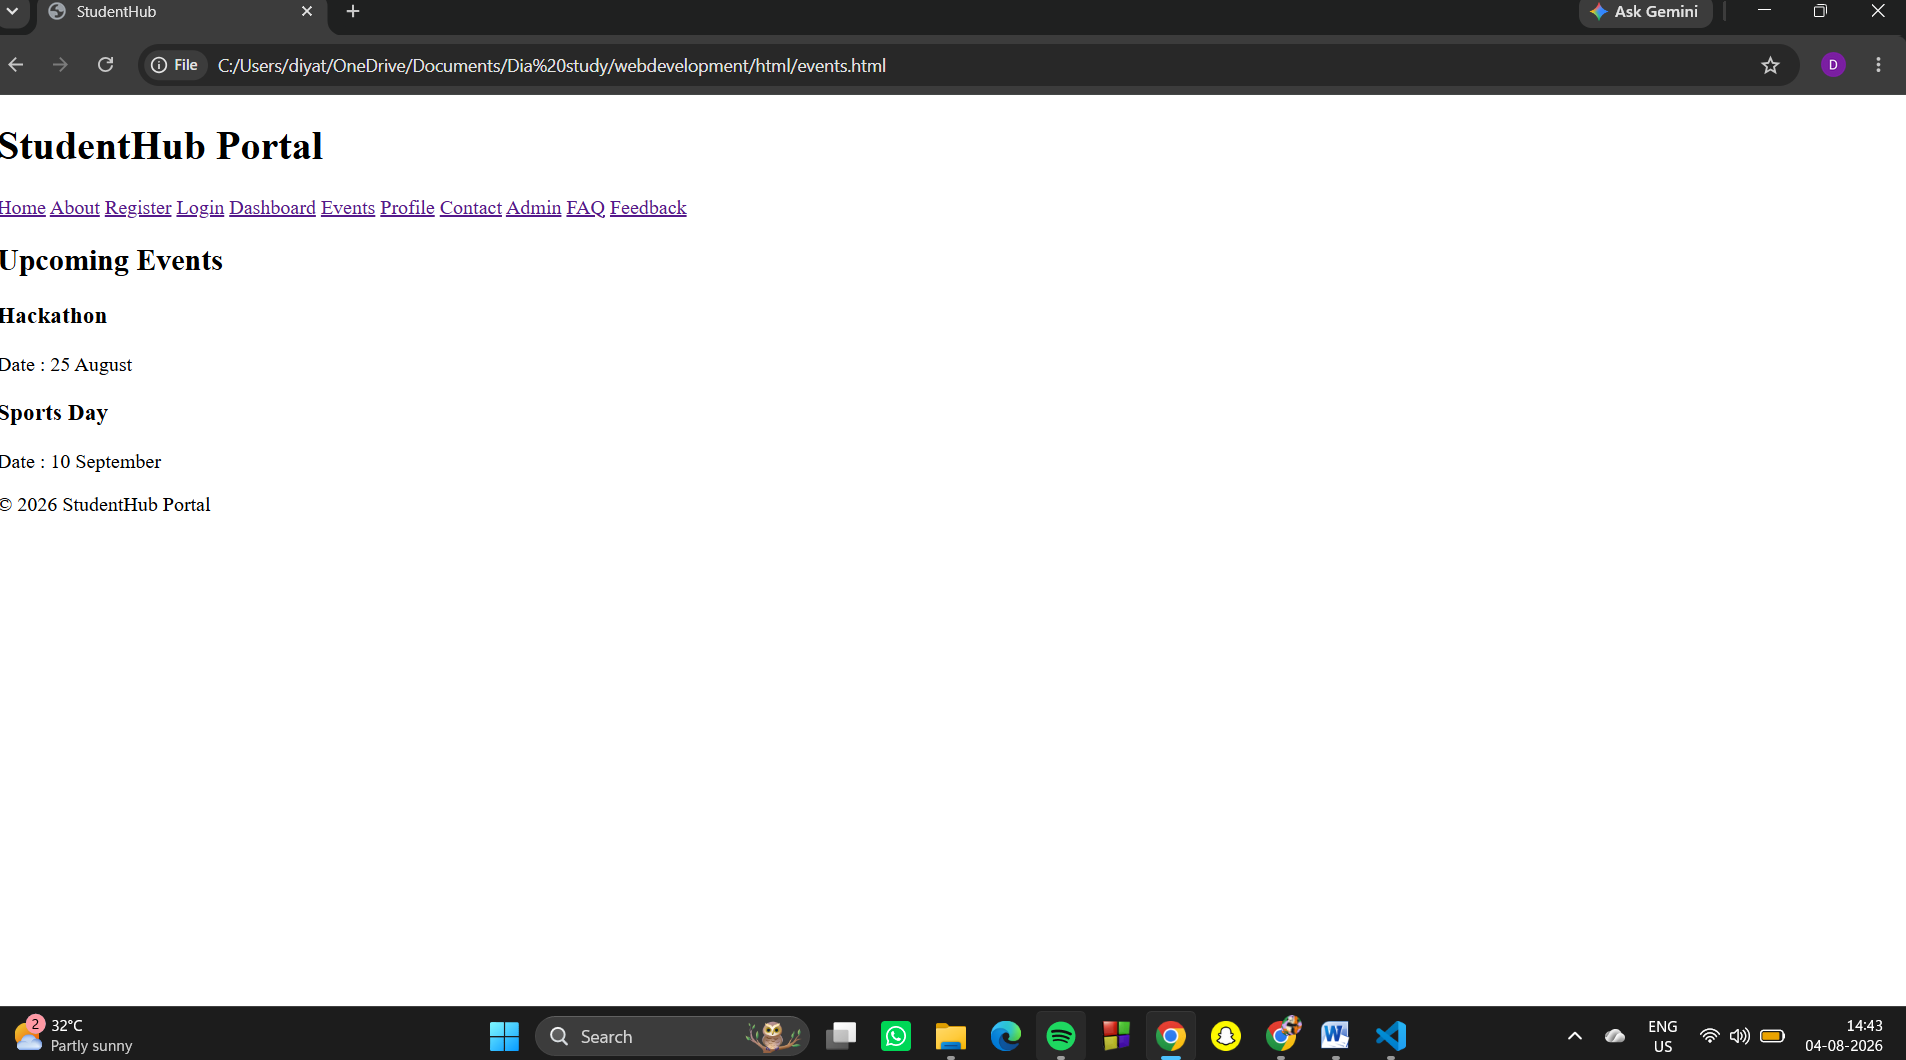 StudentHub
Ask Gemini
File
C:/Users/diyat/OneDrive/Documents/Dia%20study/webdevelopment/html/events.html
D
StudentHub Portal
Home About Register Login Dashboard Events Profile Contact Admin FAQ Feedback
Upcoming Events
Hackathon
Date : 25 August
Sports Day
Date : 10 September
© 2026 StudentHub Portal
2
32°C
Partly sunny
Search
W
ENG
US
14:43
04-08-2026